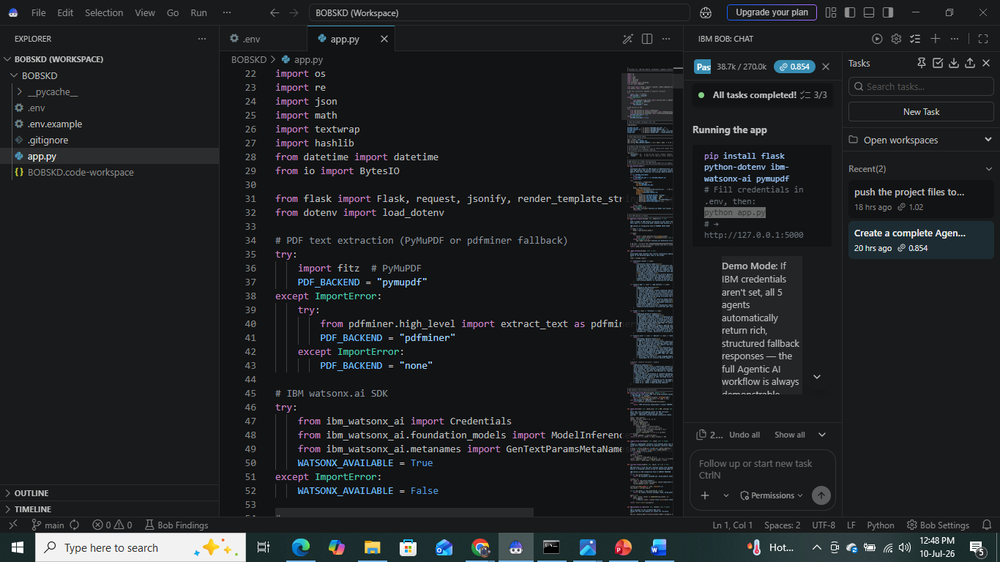 File Edit Selection View Go Run ··· BOBSKD (Workspace) Upgrade your plan
EXPLORER ···
BOBSKD (WORKSPACE)
BOBSKD
__pycache__
.env
.env.example
.gitignore
app.py
BOBSKD.code-workspace
OUTLINE
TIMELINE
.env app.py
BOBSKD > app.py
22 import os
23 import re
24 import json
25 import math
26 import textwrap
27 import hashlib
28 from datetime import datetime
29 from io import BytesIO
30
31 from flask import Flask, request, jsonify, render_template_str
32 from dotenv import load_dotenv
33
34 # PDF text extraction (PyMuPDF or pdfminer fallback)
35 try:
36 import fitz # PyMuPDF
37 PDF_BACKEND = "pymupdf"
38 except ImportError:
39 try:
40 from pdfminer.high_level import extract_text as pdfmine
41 PDF_BACKEND = "pdfminer"
42 except ImportError:
43 PDF_BACKEND = "none"
44
45 # IBM watsonx.ai SDK
46 try:
47 from ibm_watsonx_ai import Credentials
48 from ibm_watsonx_ai.foundation_models import ModelInferenc
49 from ibm_watsonx_ai.metanames import GenTextParamsMetaName
50 WATSONX_AVAILABLE = True
51 except ImportError:
52 WATSONX_AVAILABLE = False
53
IBM BOB: CHAT
Pas 38.7k / 270.0k 0.854
All tasks completed! 3/3
Running the app
pip install flask
python-dotenv ibm-
watsonx-ai pymupdf
# Fill credentials in
.env, then:
python app.py
# →
http://127.0.0.1:5000
Demo Mode: If
IBM credentials
aren't set, all 5
agents
automatically
return rich,
structured fallback
responses — the
full Agentic AI
workflow is always
demonstrable
2... Undo all Show all
Follow up or start new task
CtrlN
Permissions
Tasks
Search tasks...
New Task
Open workspaces
Recent(2)
push the project files to...
18 hrs ago 1.02
Create a complete Agen...
20 hrs ago 0.854
main 0 0 Bob Findings Ln 1, Col 1 Spaces: 2 UTF-8 LF Python Bob Settings
Type here to search
Hot...
12:48 PM
10-Jul-26
5